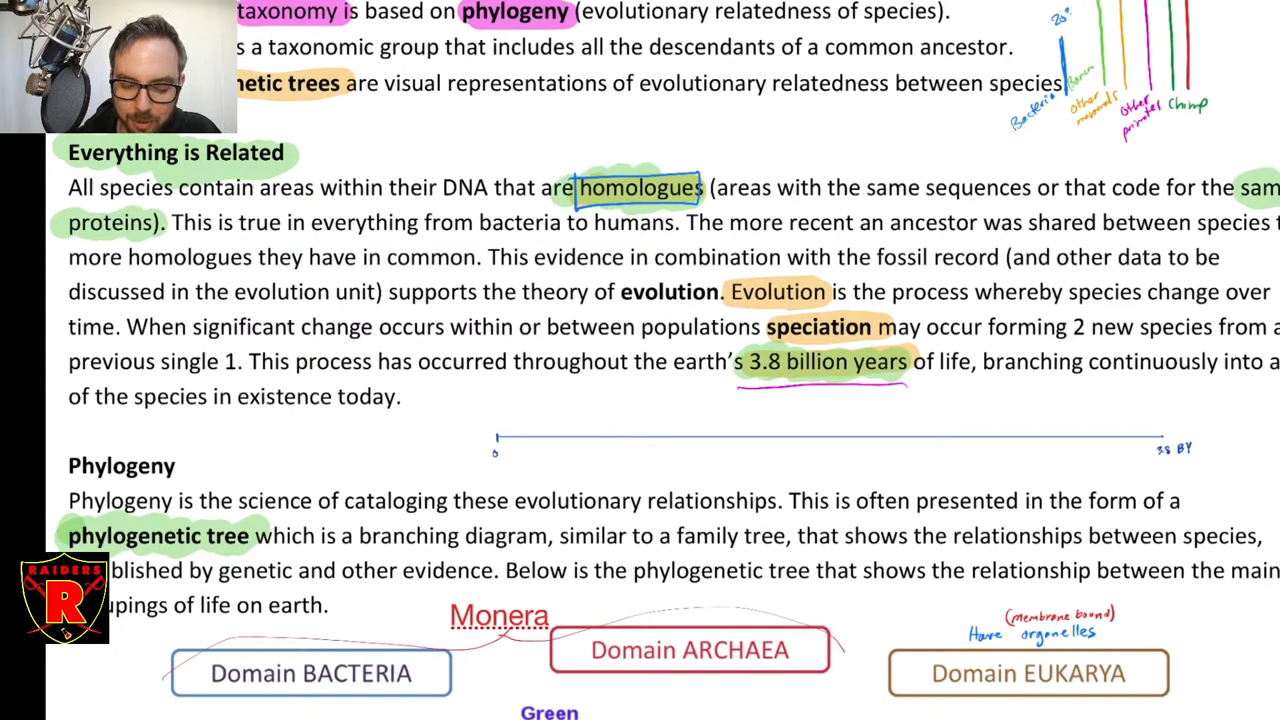 taxonomy is based on phylogeny (evolutionary relatedness of species).
s a taxonomic group that includes all the descendants of a common ancestor.
netic trees are visual representations of evolutionary relatedness between species
Bacteria
other mammals
other primates
Chimp
Everything is Related
All species contain areas within their DNA that are homologues (areas with the same sequences or that code for the sam
proteins). This is true in everything from bacteria to humans. The more recent an ancestor was shared between species t
more homologues they have in common. This evidence in combination with the fossil record (and other data to be
discussed in the evolution unit) supports the theory of evolution. Evolution is the process whereby species change over
time. When significant change occurs within or between populations speciation may occur forming 2 new species from a
previous single 1. This process has occurred throughout the earth’s 3.8 billion years of life, branching continuously into a
of the species in existence today.
0
3.8 BY
Phylogeny
Phylogeny is the science of cataloging these evolutionary relationships. This is often presented in the form of a
phylogenetic tree which is a branching diagram, similar to a family tree, that shows the relationships between species,
blished by genetic and other evidence. Below is the phylogenetic tree that shows the relationship between the main
upings of life on earth.
RAIDERS
R
Monera
(membrane bound)
Have organelles
Domain BACTERIA
Domain ARCHAEA
Domain EUKARYA
Green